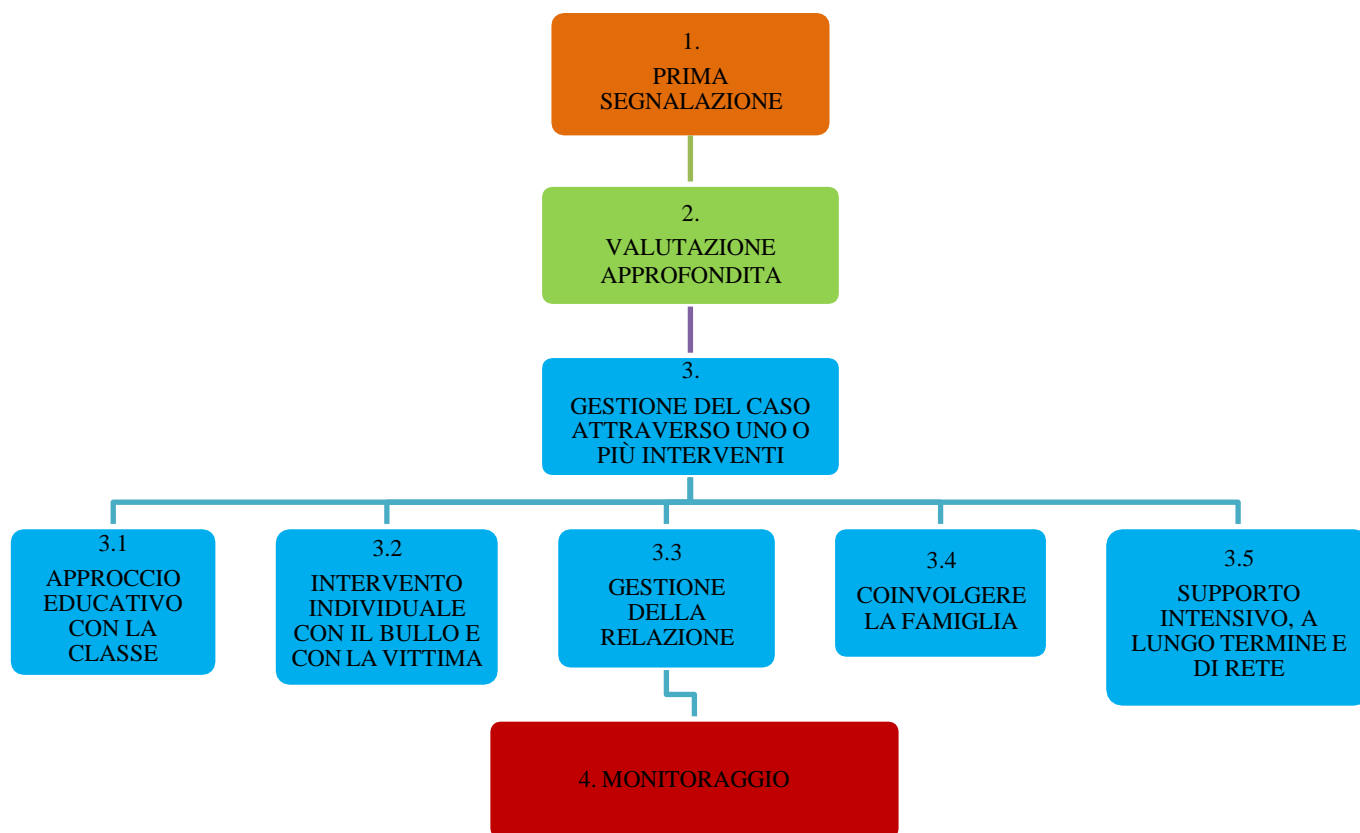 1.
PRIMA
SEGNALAZIONE
2.
VALUTAZIONE
APPROFONDITA
3.
GESTIONE DEL CASO
ATTRAVERSO UNO O
PIÙ INTERVENTI
3.1
APPROCCIO
EDUCATIVO
CON LA
CLASSE
3.2
INTERVENTO
INDIVIDUALE
CON IL BULLO E
CON LA VITTIMA
3.3
GESTIONE
DELLA
RELAZIONE
3.4
COINVOLGERE
LA FAMIGLIA
3.5
SUPPORTO
INTENSIVO, A
LUNGO TERMINE E
DI RETE
4. MONITORAGGIO